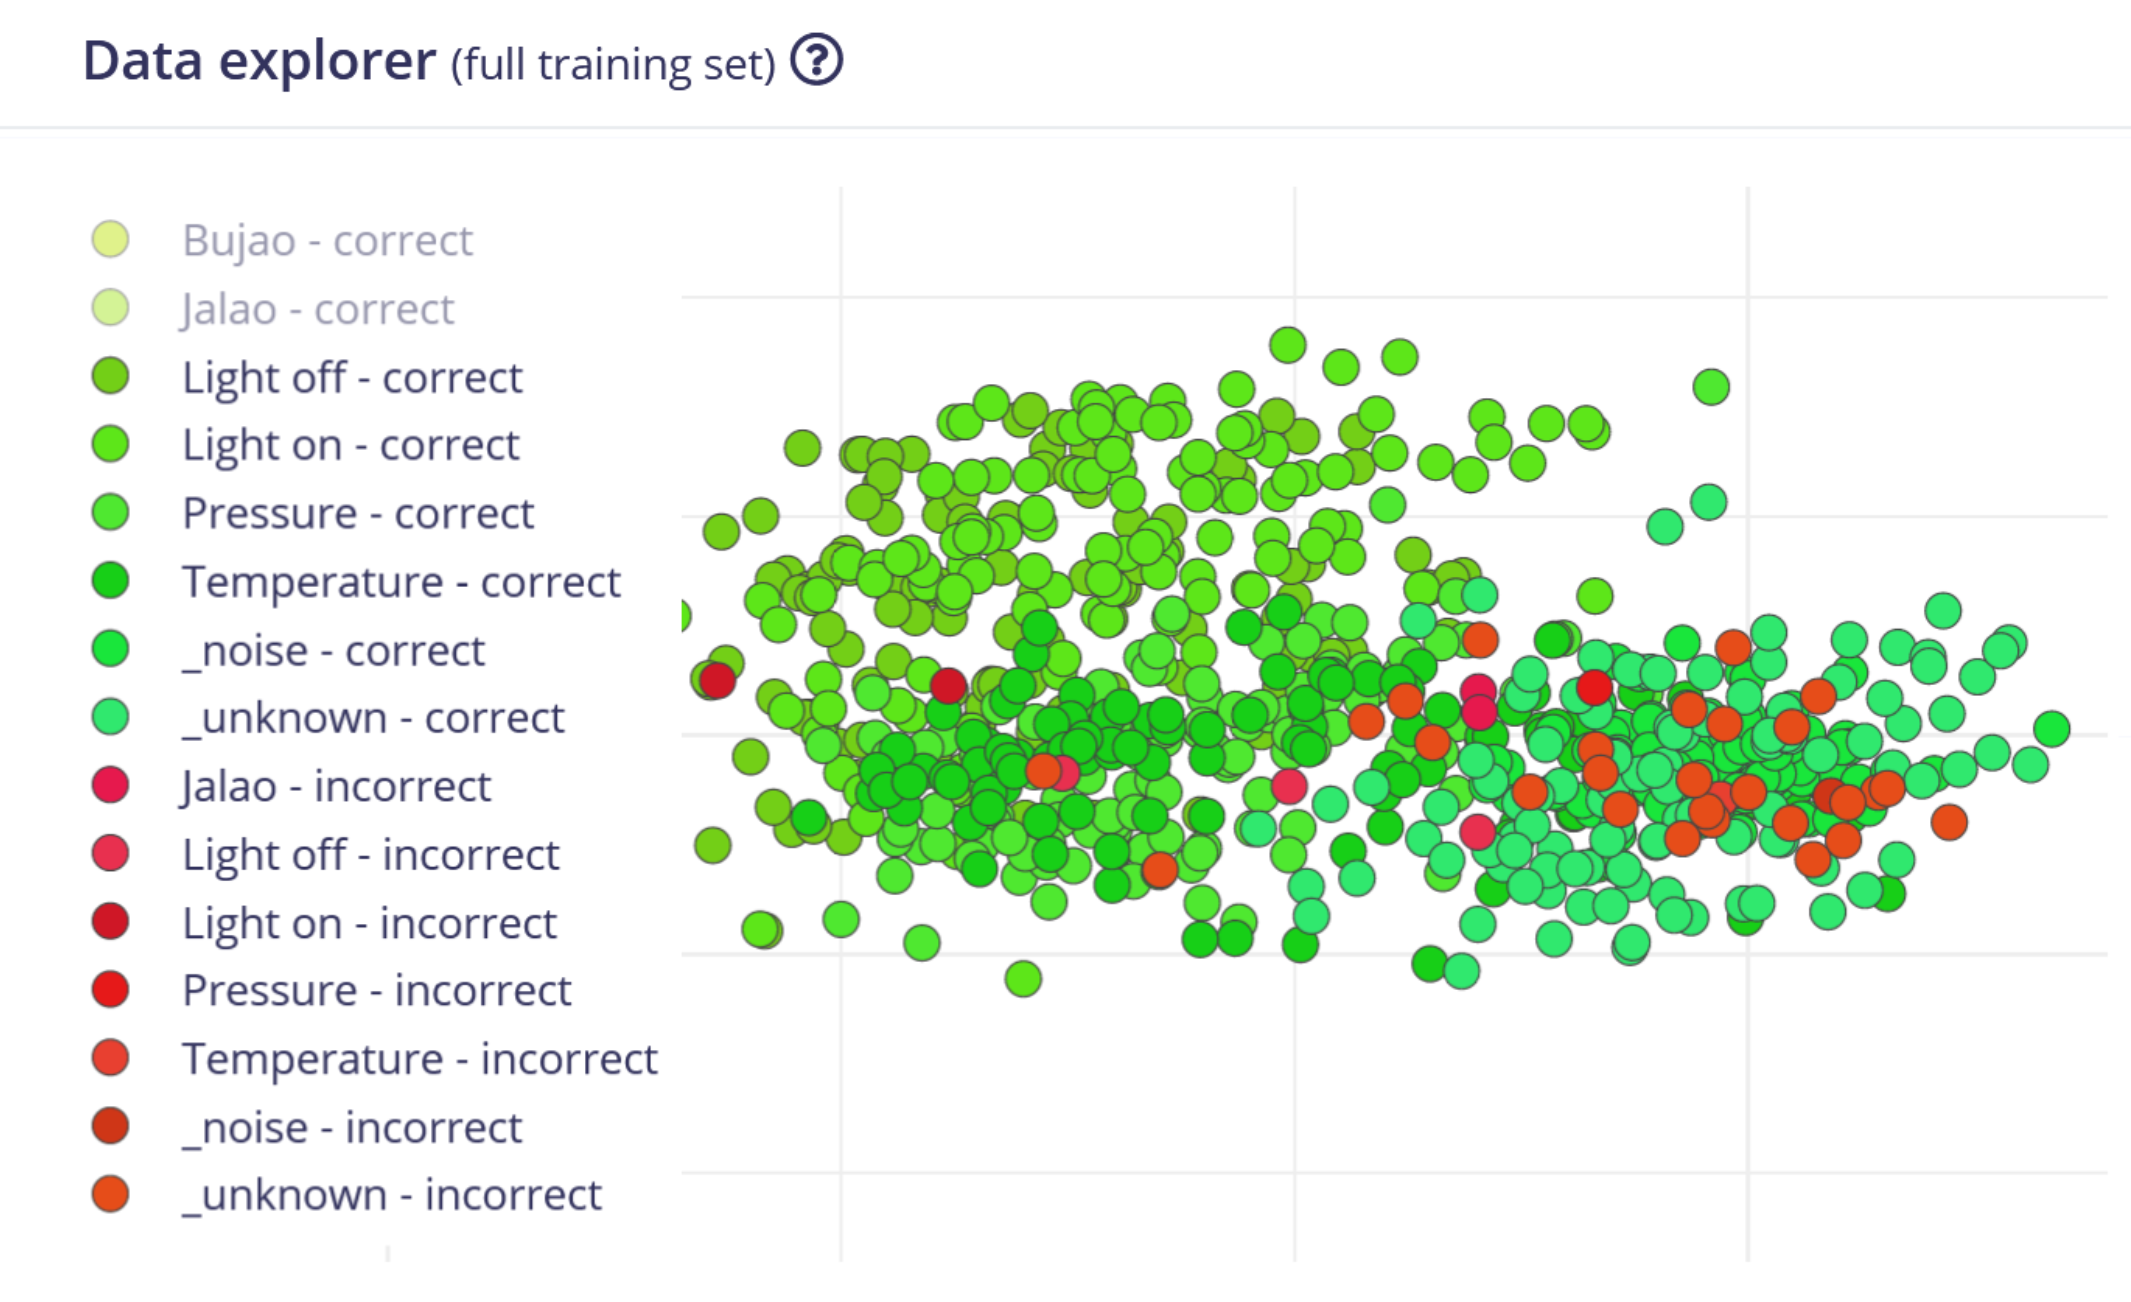 Data explorer (full training set) ?
Bujao - correct
Jalao - correct
Light off - correct
Light on - correct
Pressure - correct
Temperature - correct
_noise - correct
_unknown - correct
Jalao - incorrect
Light off - incorrect
Light on - incorrect
Pressure - incorrect
Temperature - incorrect
_noise - incorrect
_unknown - incorrect